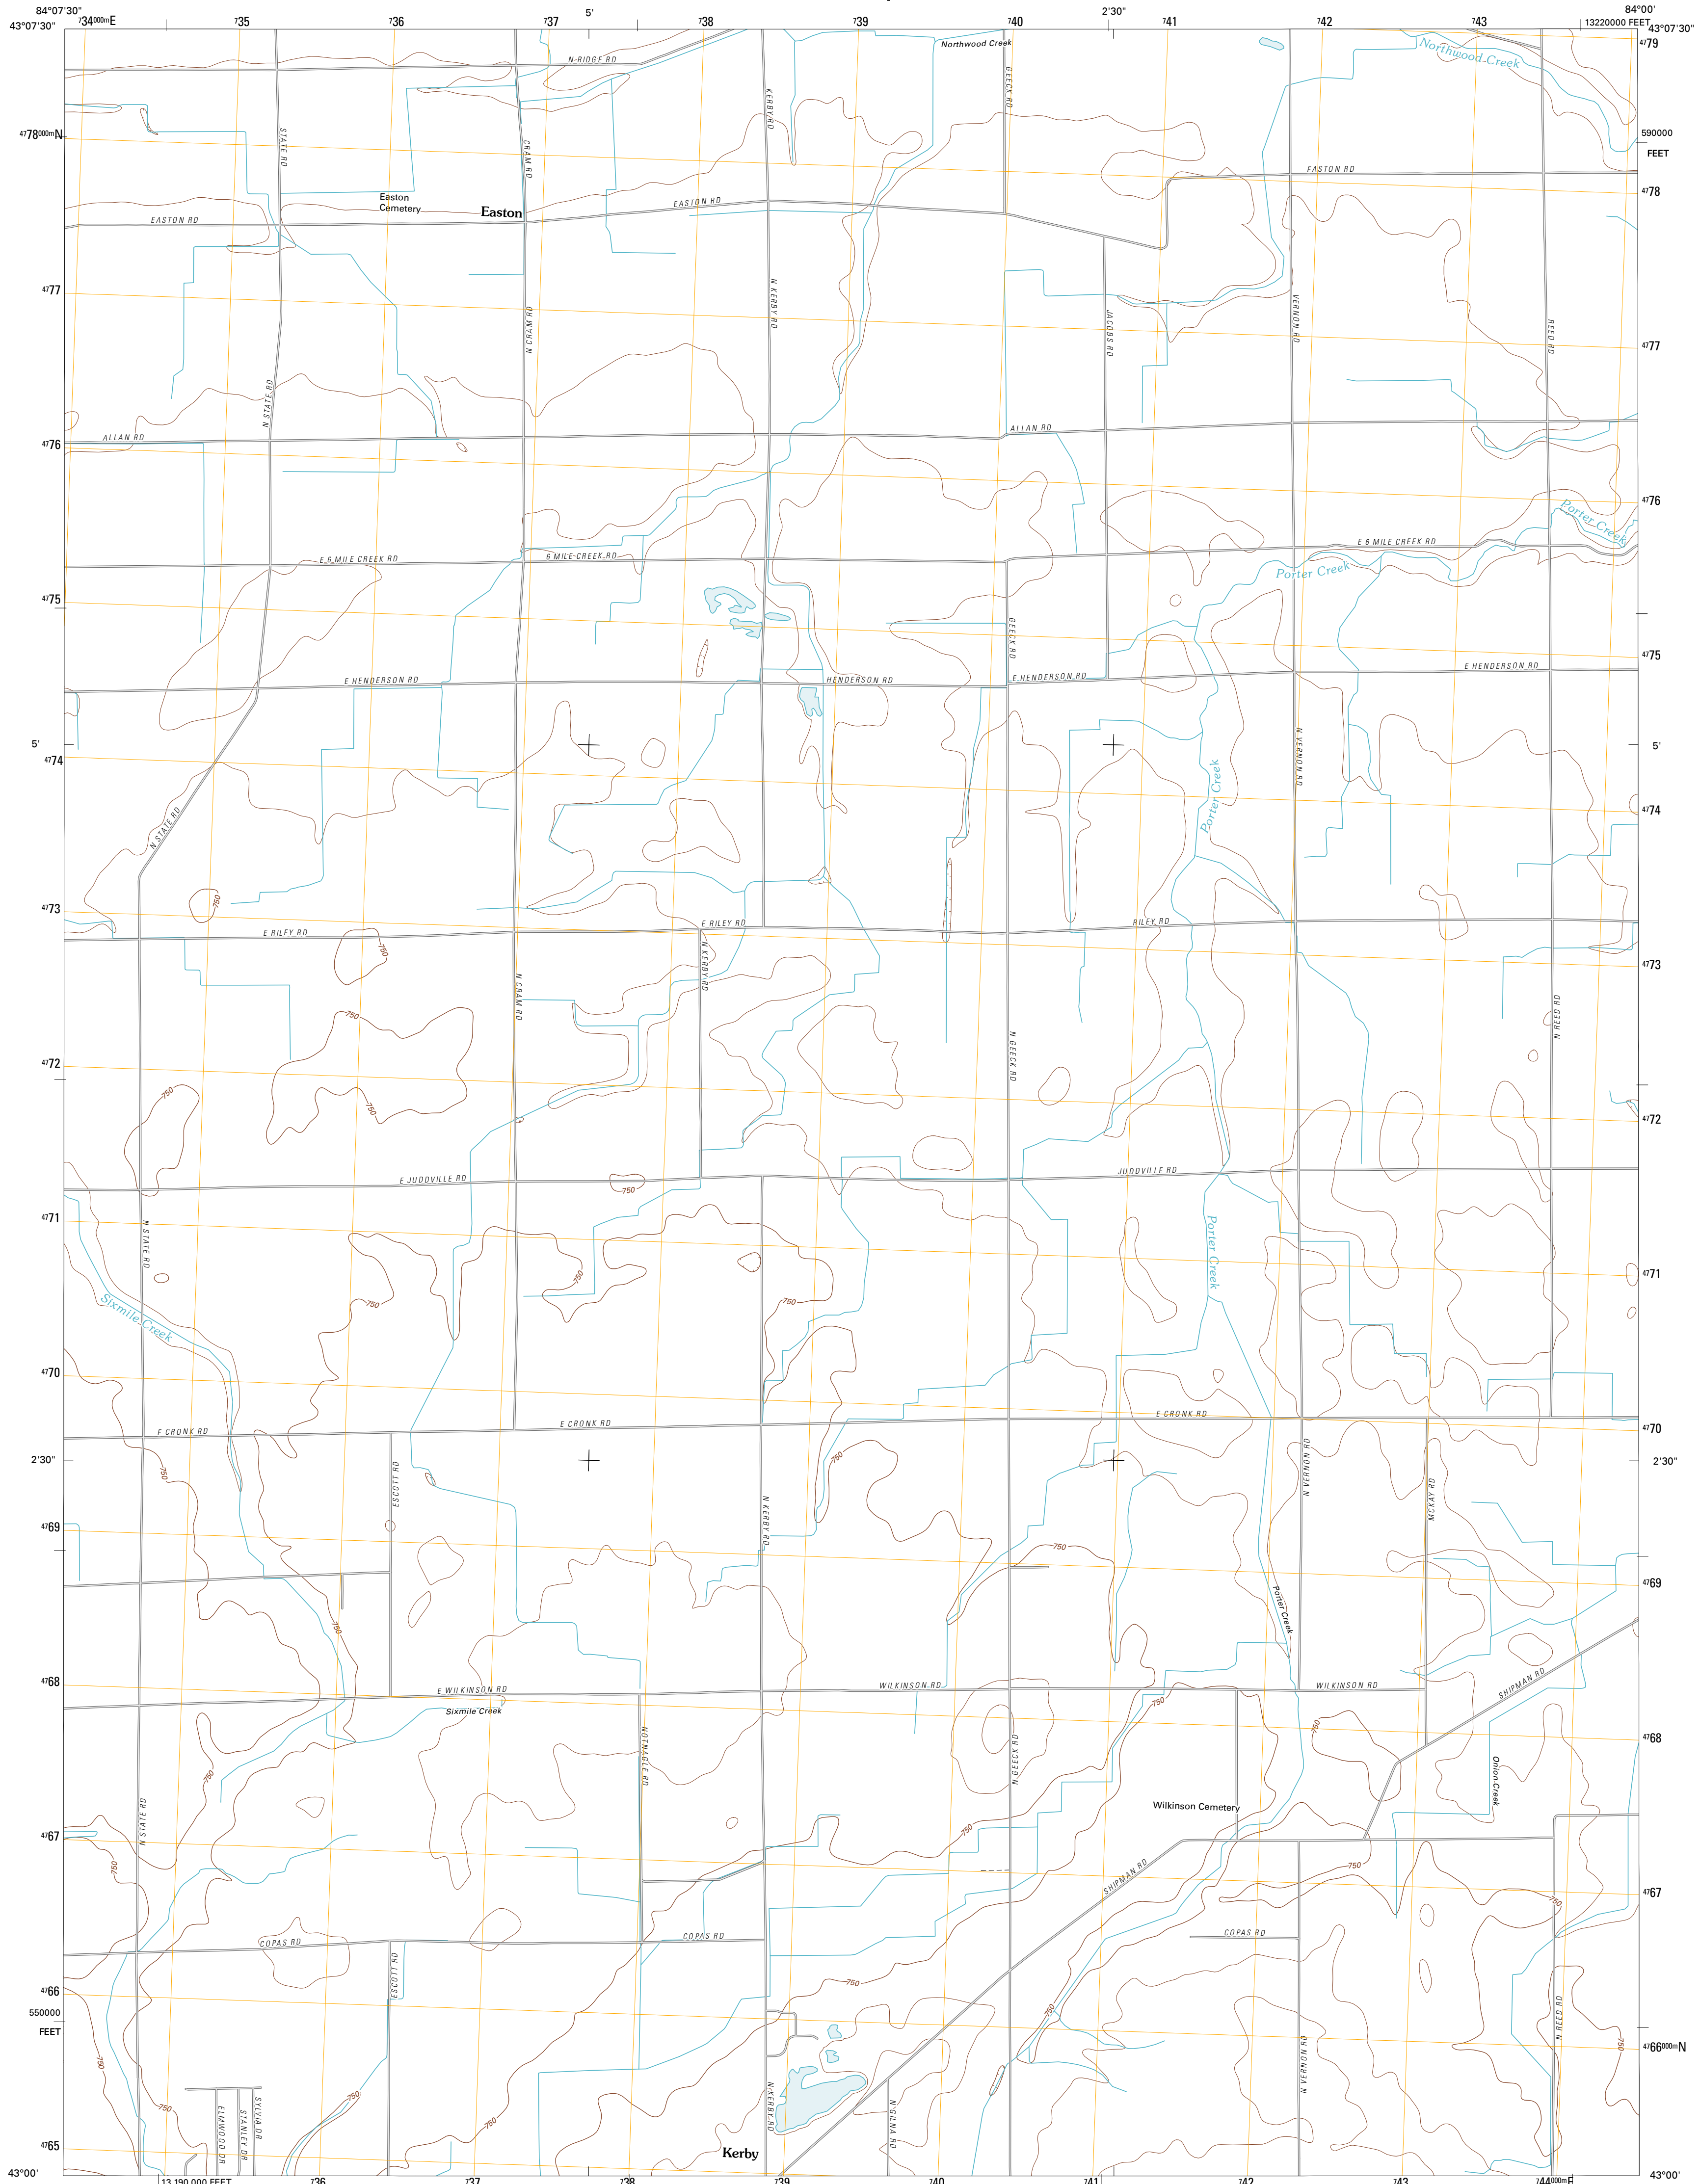 84°07'30"
⁷34⁰⁰⁰ᵐE
⁷35
⁷36
⁷37
5'
⁷38
⁷39
⁷40
2'30"
⁷41
⁷42
⁷43
13220000 FEET
84°00'
43°07'30"
43°07'30"
⁴⁷79
Northwood Creek
Northwood Creek
N RIDGE RD
GEECK RD
KERBY RD
STATE RD
CRAM RD
⁴⁷78⁰⁰⁰ᵐN
590000
FEET
EASTON RD
⁴⁷78
Easton
Cemetery
Easton
EASTON RD
EASTON RD
⁴⁷77
N KERBY RD
N CRAM RD
JACOBS RD
VERNON RD
REED RD
⁴⁷77
N STATE RD
ALLAN RD
ALLAN RD
⁴⁷76
⁴⁷76
Porter Creek
E 6 MILE CREEK RD
6 MILE CREEK RD
E 6 MILE CREEK RD
Porter Creek
⁴⁷75
GEECK RD
⁴⁷75
E HENDERSON RD
HENDERSON RD
E HENDERSON RD
E HENDERSON RD
5'
5'
N VERNON RD
⁴⁷74
⁴⁷74
Porter Creek
N STATE RD
750
⁴⁷73
E RILEY RD
E RILEY RD
RILEY RD
750
N KERBY RD
⁴⁷73
N CRAM RD
N REED RD
750
⁴⁷72
N GEECK RD
750
750
⁴⁷72
E JUDDVILLE RD
JUDDVILLE RD
750
⁴⁷71
N STATE RD
Porter Creek
750
⁴⁷71
750
750
Sixmile Creek
⁴⁷70
E CRONK RD
E CRONK RD
E CRONK RD
⁴⁷70
2'30"
2'30"
750
750
ESCOTT RD
N VERNON RD
MCKAY RD
N KERBY RD
⁴⁷69
750
⁴⁷69
Porter Creek
750
⁴⁷68
E WILKINSON RD
WILKINSON RD
WILKINSON RD
SHIPMAN RD
Sixmile Creek
750
750
⁴⁷68
NOTNAGLE RD
N GEECK RD
750
Onion Creek
Wilkinson Cemetery
N STATE RD
⁴⁷67
750
750
750
SHIPMAN RD
⁴⁷67
750
COPAS RD
COPAS RD
COPAS RD
ESCOTT RD
750
⁴⁷66
550000
FEET
750
N REED RD
750
⁴⁷66⁰⁰⁰ᵐN
N VERNON RD
750
750
750
750
N KERBY RD
N GILNA RD
ELMWOOD DR
STANLEY DR
SYLVIA DR
⁴⁷65
Kerby
43°00'
13 190 000 FEET
⁷36
⁷37
⁷38
⁷39
⁷40
⁷41
⁷42
⁷43
⁷44⁰⁰⁰ᵐE
43°00'